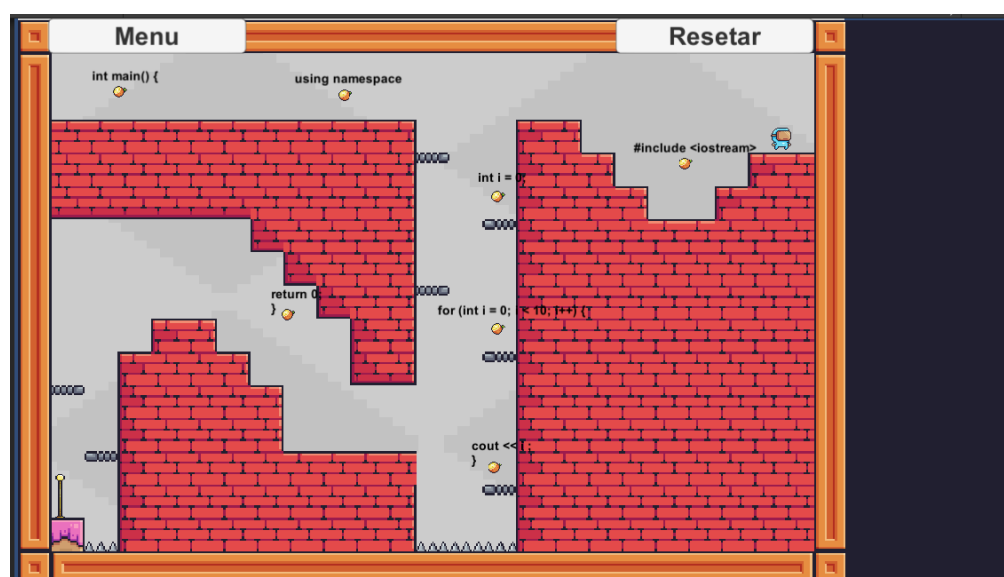 Menu
Resetar
int main() {
using namespace
#include <iostream>
int i = 0;
return 0;
}
for (int i = 0; i < 10; i++) {
cout << i ;
}